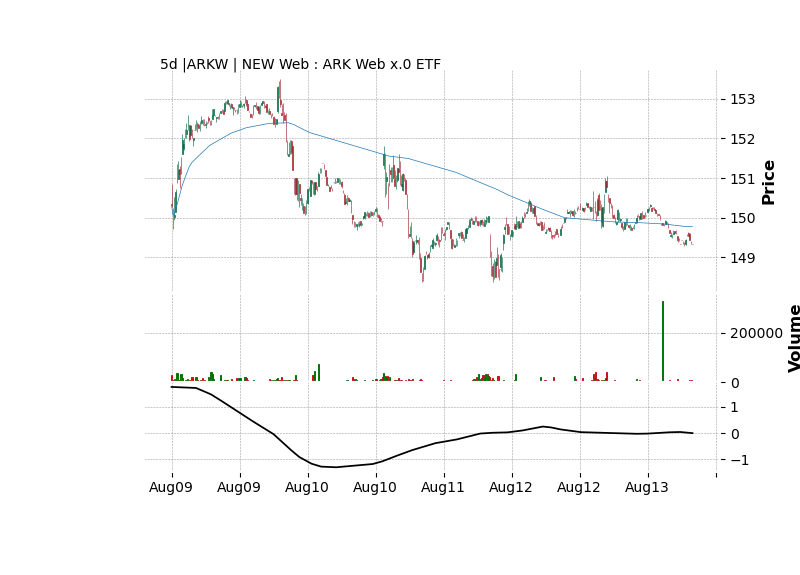 5d |ARKW | NEW Web : ARK Web x.0 ETF
153
152
151
150
149
Price
200000
0
Volume
1
0
−1
Aug09
Aug09
Aug10
Aug10
Aug11
Aug12
Aug12
Aug13